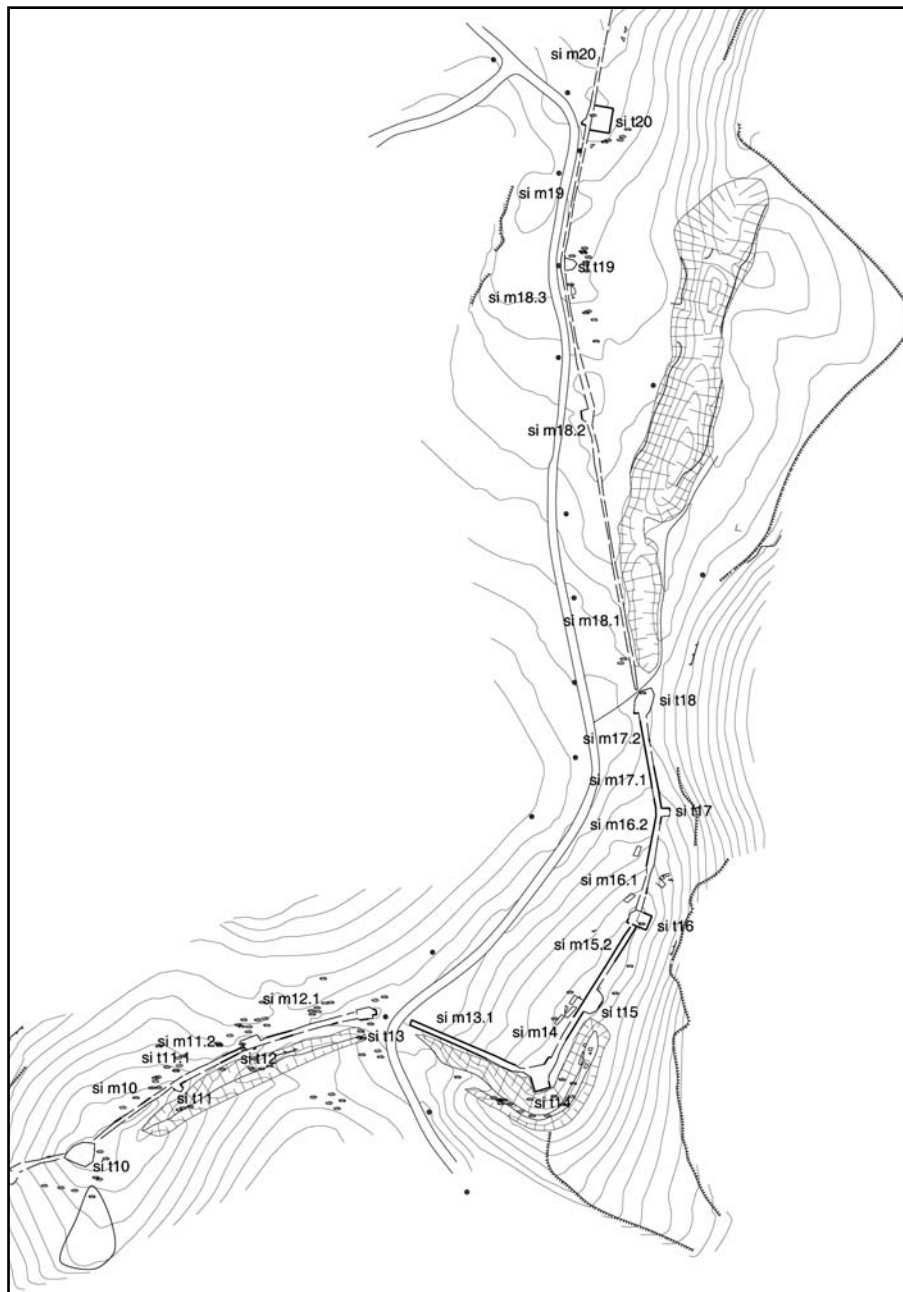 si m20
si t20
si m19
si t19
si m18.3
si m18.2
si m18.1
si t18
si m17.2
si m17.1
si t17
si m16.2
si m16.1
si t16
si m15.2
si t15
si m12.1
si m13.1
si m14
si t13
si m11.2
si t12
si t11.1
si m10
si t11
si t14
si t10